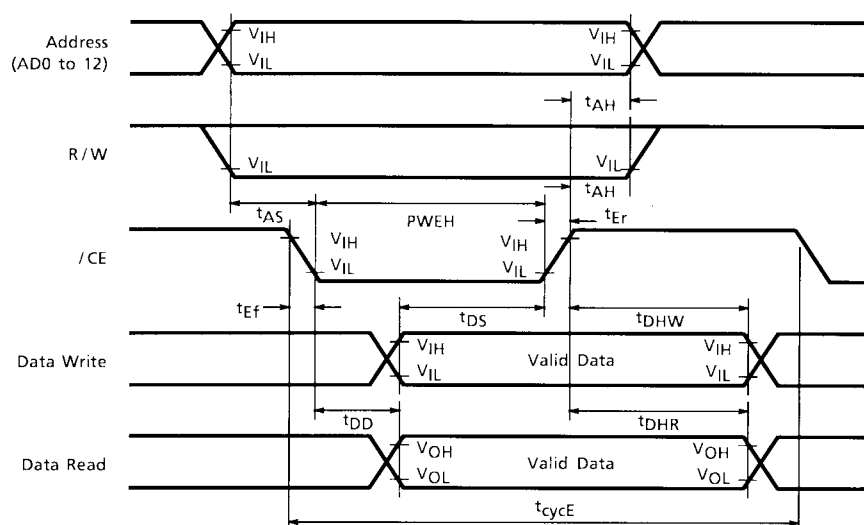 Address
(AD0 to 12)
VIH
VIL
VIH
VIL
tAH
R/W
VIL
VIL
tAH
tAS
PWEH
tEr
/CE
VIH
VIL
VIH
VIL
tEf
tDS
tDHW
Data Write
VIH
VIL
Valid Data
VIH
VIL
tDD
tDHR
Data Read
VOH
VOL
Valid Data
VOH
VOL
tcycE